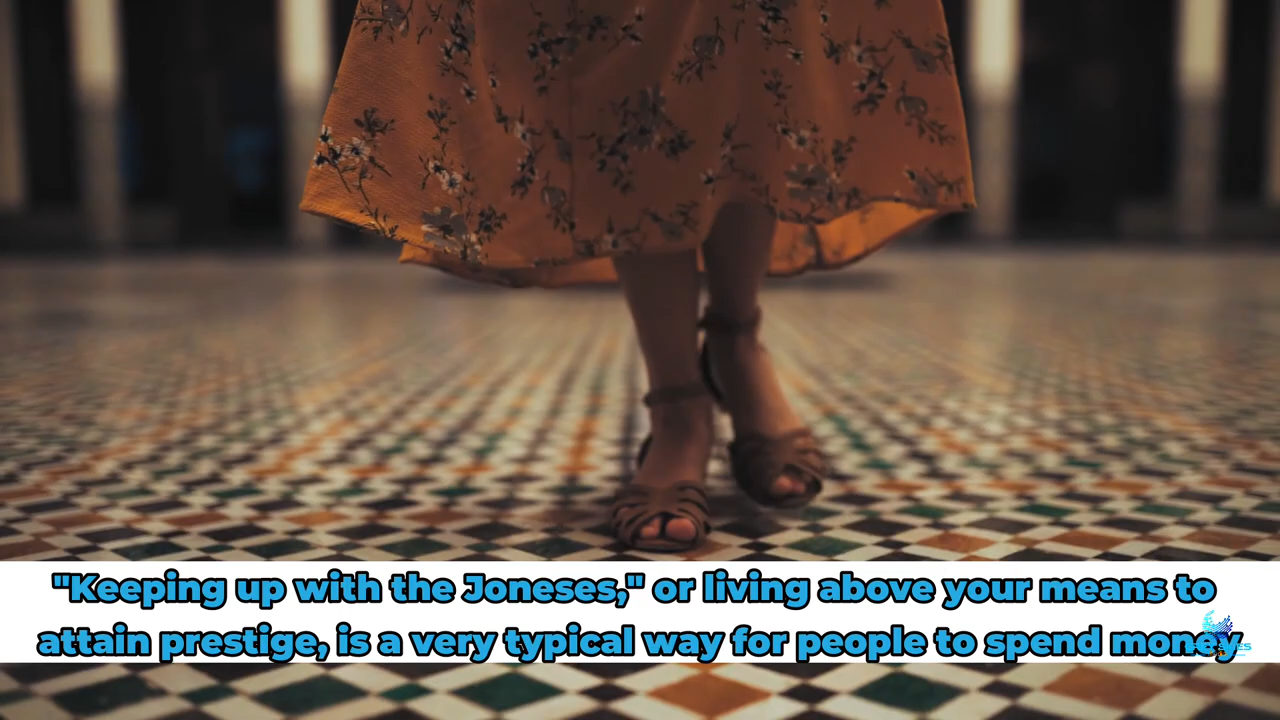 "Keeping up with the Joneses," or living above your means to
attain prestige, is a very typical way for people to spend money